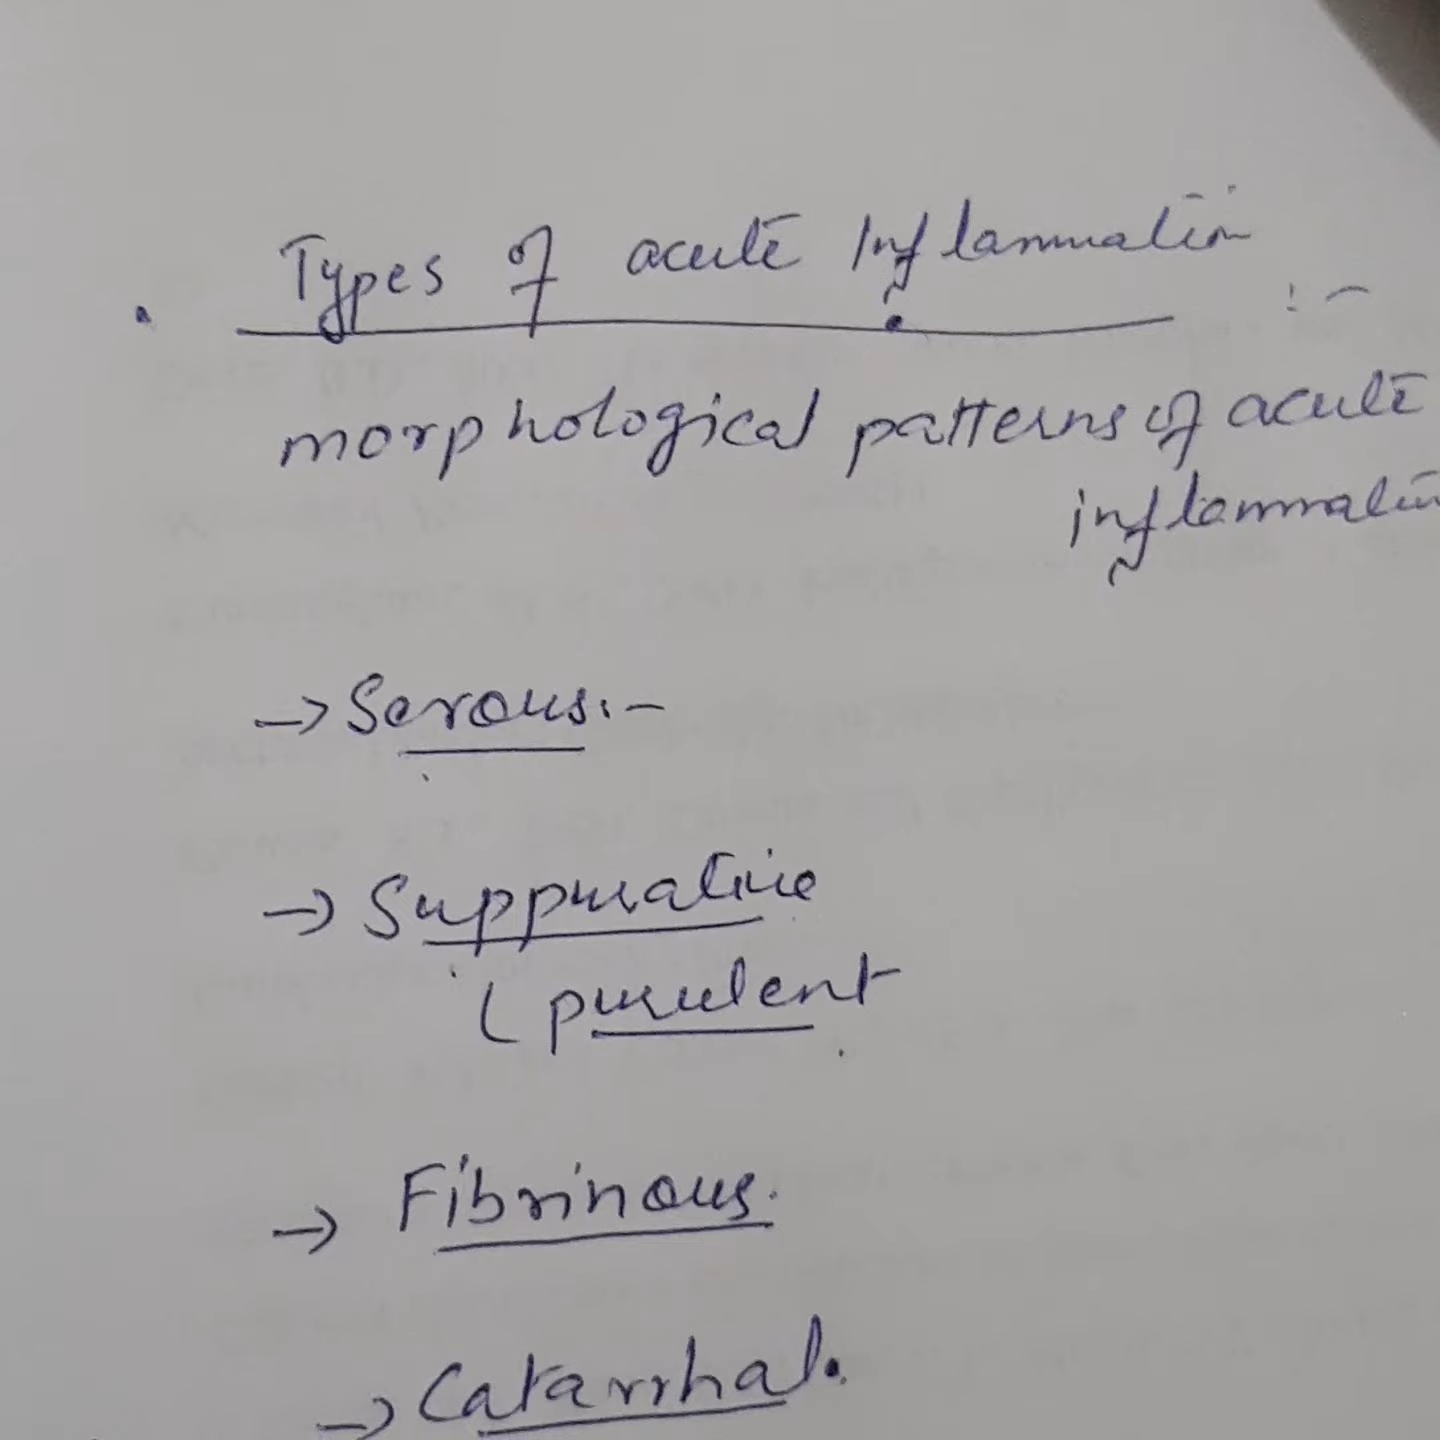 Types of acute Inflammation :-
morphological patterns of acute
inflammation
→ Serous:-
→ Suppurative
( purulent
→ Fibrinous.
→ Catarrhal.